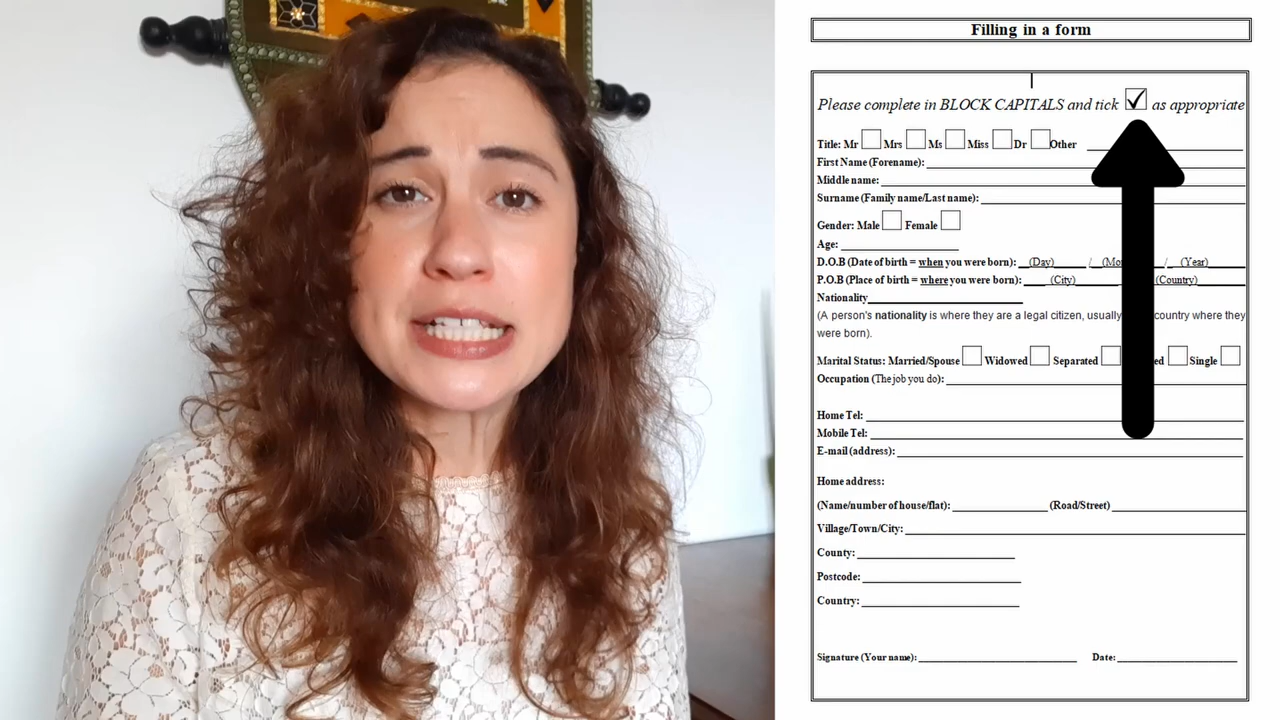 Filling in a form
Please complete in BLOCK CAPITALS and tick as appropriate
Title: Mr Mrs Ms Miss Dr Other
First Name (Forename):
Middle name:
Surname (Family name/Last name):
Gender: Male Female
Age:
D.O.B (Date of birth = when you were born): (Day) / / (Year)
P.O.B (Place of birth = where you were born): (City) (Country)
Nationality
(A person's nationality is where they are a legal citizen, usually country where they
were born).
Marital Status: Married/Spouse Widowed Separated Single
Occupation (The job you do):
Home Tel:
Mobile Tel:
E-mail (address):
Home address:
(Name/number of house/flat): (Road/Street)
Village/Town/City:
County:
Postcode:
Country:
Signature (Your name): Date: